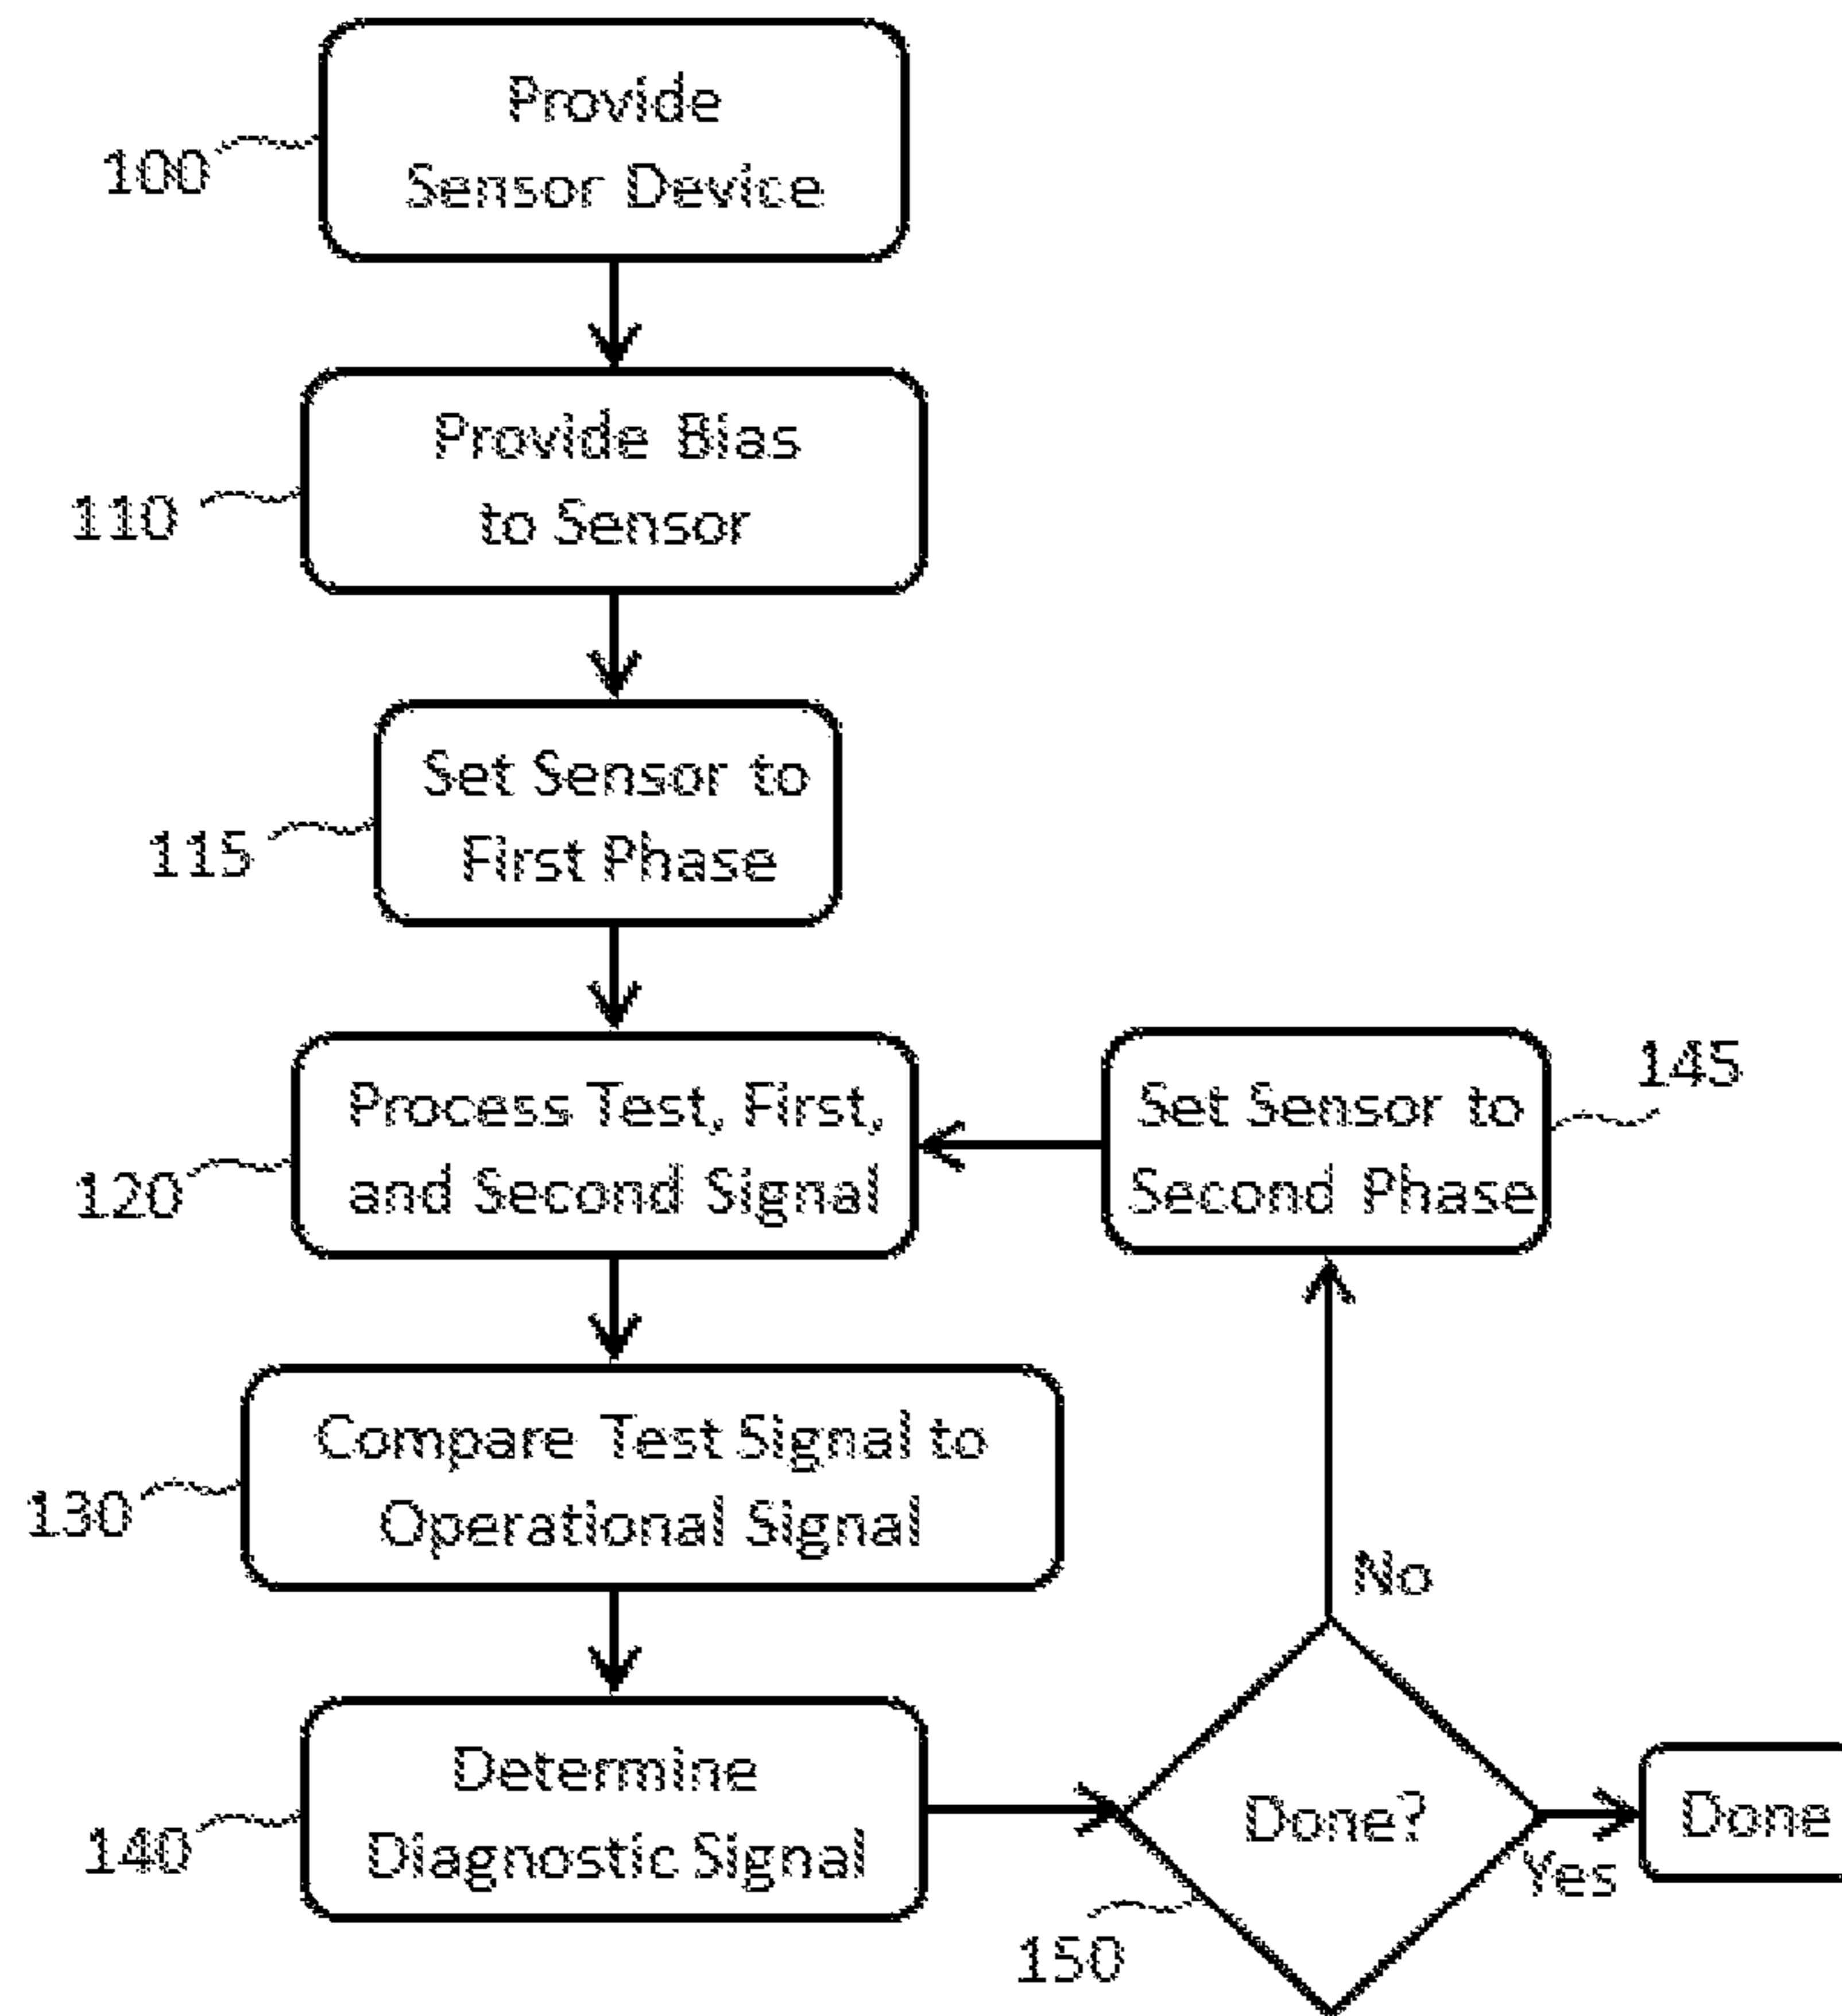 Provide
Sensor Device
100
Provide Bias
to Sensor
110
Set Sensor to
First Phase
115
Process Test, First,
and Second Signal
120
Set Sensor to
Second Phase
145
Compare Test Signal to
Operational Signal
130
No
Determine
Diagnostic Signal
140
Done?
150
Yes
Done